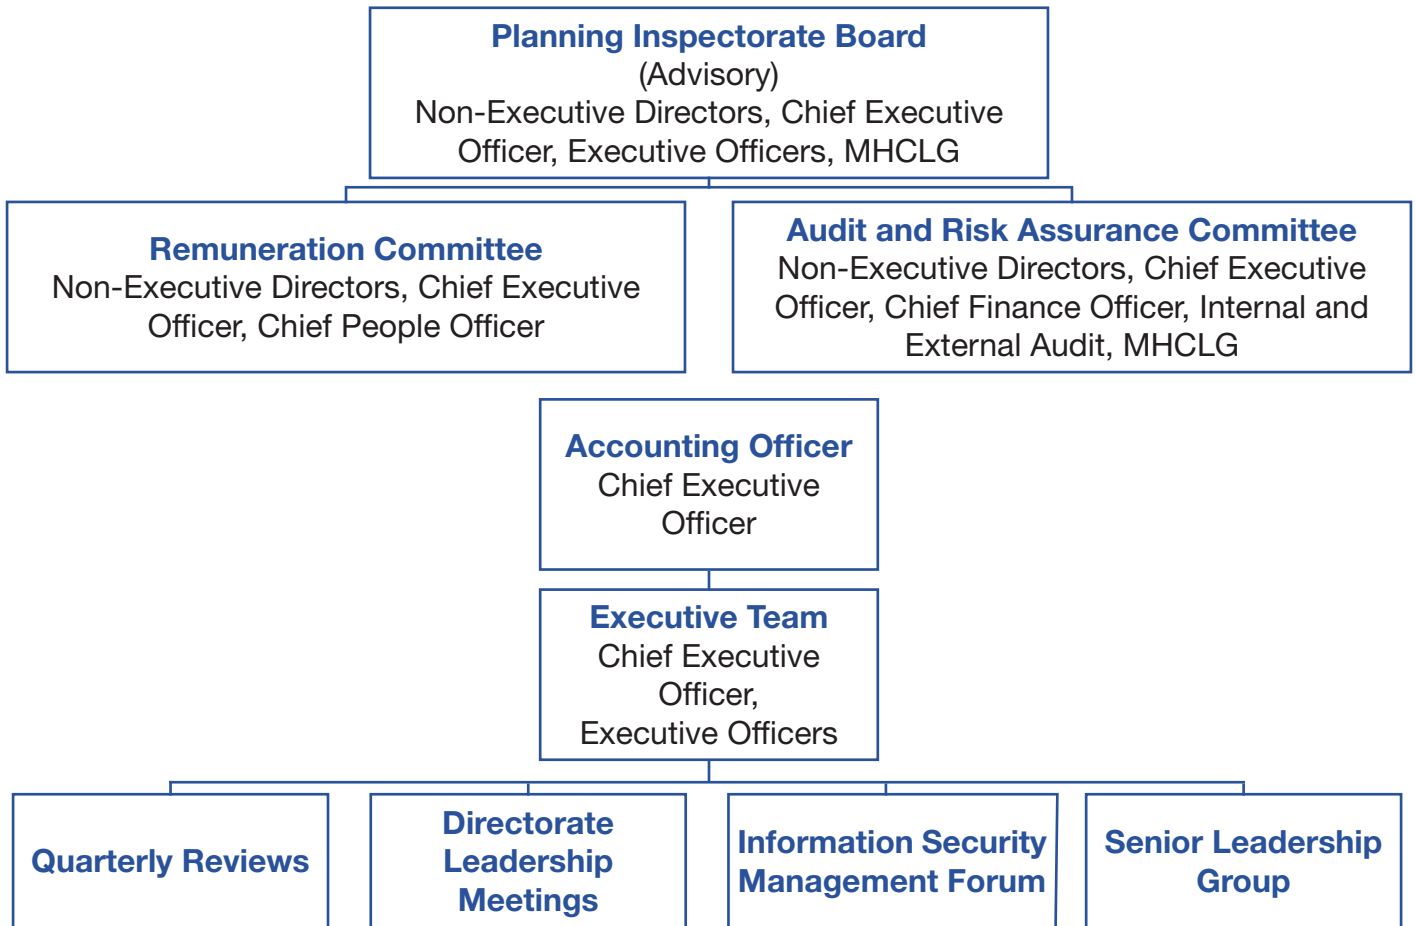 Planning Inspectorate Board
(Advisory)
Non-Executive Directors, Chief Executive
Officer, Executive Officers, MHCLG
Remuneration Committee
Non-Executive Directors, Chief Executive
Officer, Chief People Officer
Audit and Risk Assurance Committee
Non-Executive Directors, Chief Executive
Officer, Chief Finance Officer, Internal and
External Audit, MHCLG
Accounting Officer
Chief Executive
Officer
Executive Team
Chief Executive
Officer,
Executive Officers
Quarterly Reviews
Directorate
Leadership
Meetings
Information Security
Management Forum
Senior Leadership
Group